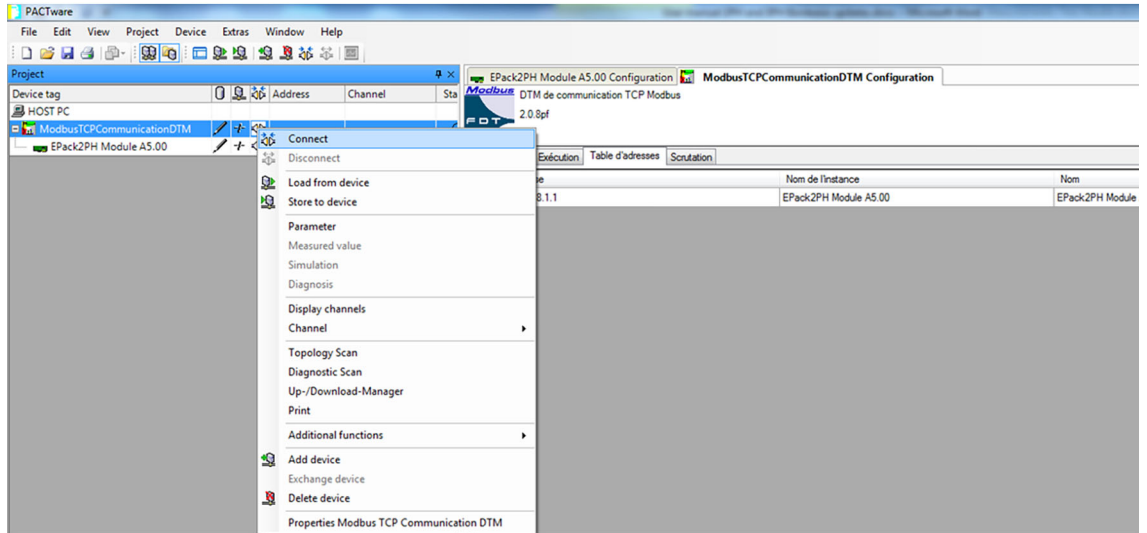 PACTware
File Edit View Project Device Extras Window Help
Project
EPack2PH Module A5.00 Configuration ModbusTCPCommunicationDTM Configuration
Device tag Address Channel Sta
Modbus
FDT
DTM de communication TCP Modbus
2.0.8pf
HOST PC
ModbusTCPCommunicationDTM
EPack2PH Module A5.00
Connect
Disconnect
Load from device
Store to device
Parameter
Measured value
Simulation
Diagnosis
Display channels
Channel
Topology Scan
Diagnostic Scan
Up-/Download-Manager
Print
Additional functions
Add device
Exchange device
Delete device
Properties Modbus TCP Communication DTM
Exécution Table d'adresses Scrutation
Nom de l'instance Nom
8.1.1 EPack2PH Module A5.00 EPack2PH Module